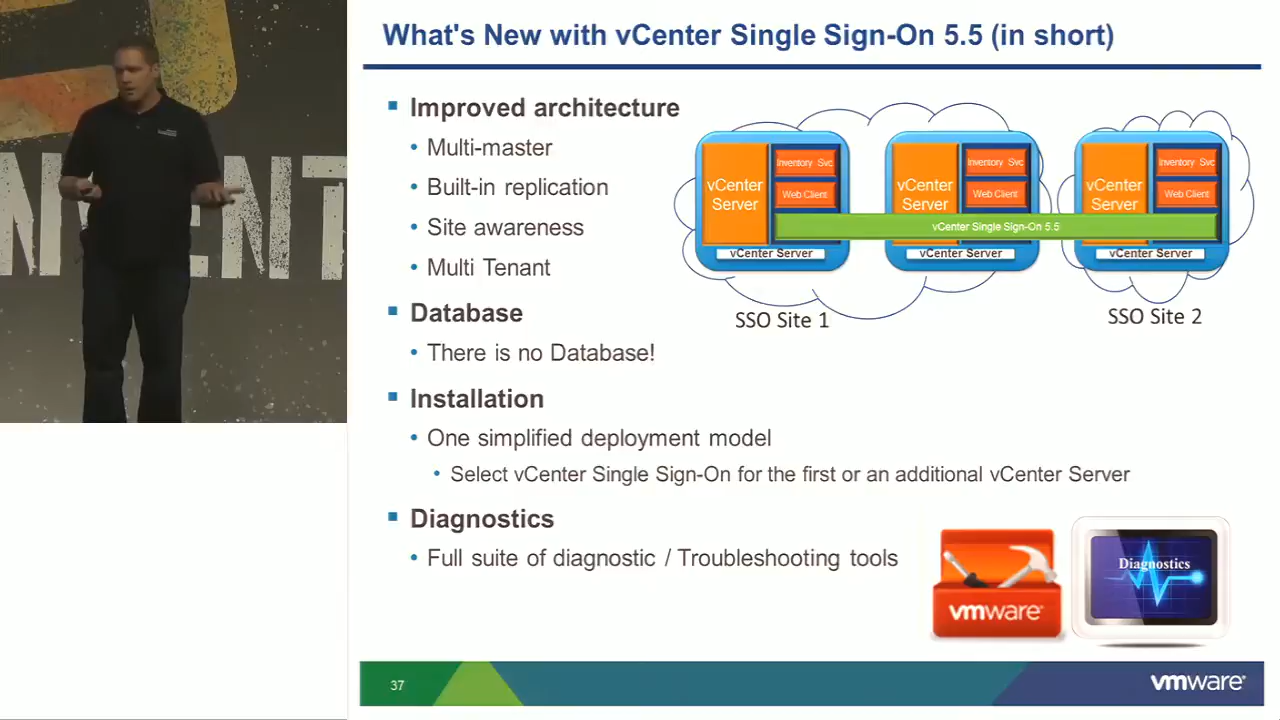 What's New with vCenter Single Sign-On 5.5 (in short)
Improved architecture
Multi-master
Built-in replication
Site awareness
Multi Tenant
Database
There is no Database!
Installation
One simplified deployment model
Select vCenter Single Sign-On for the first or an additional vCenter Server
Diagnostics
Full suite of diagnostic / Troubleshooting tools
vCenter
Server
Inventory Svc
Web Client
vCenter Server
vCenter
Server
Inventory Svc
Web Client
vCenter Server
vCenter
Server
Inventory Svc
Web Client
vCenter Server
vCenter Single Sign-On 5.5
SSO Site 1
SSO Site 2
vmware
Diagnostics
37
vmware